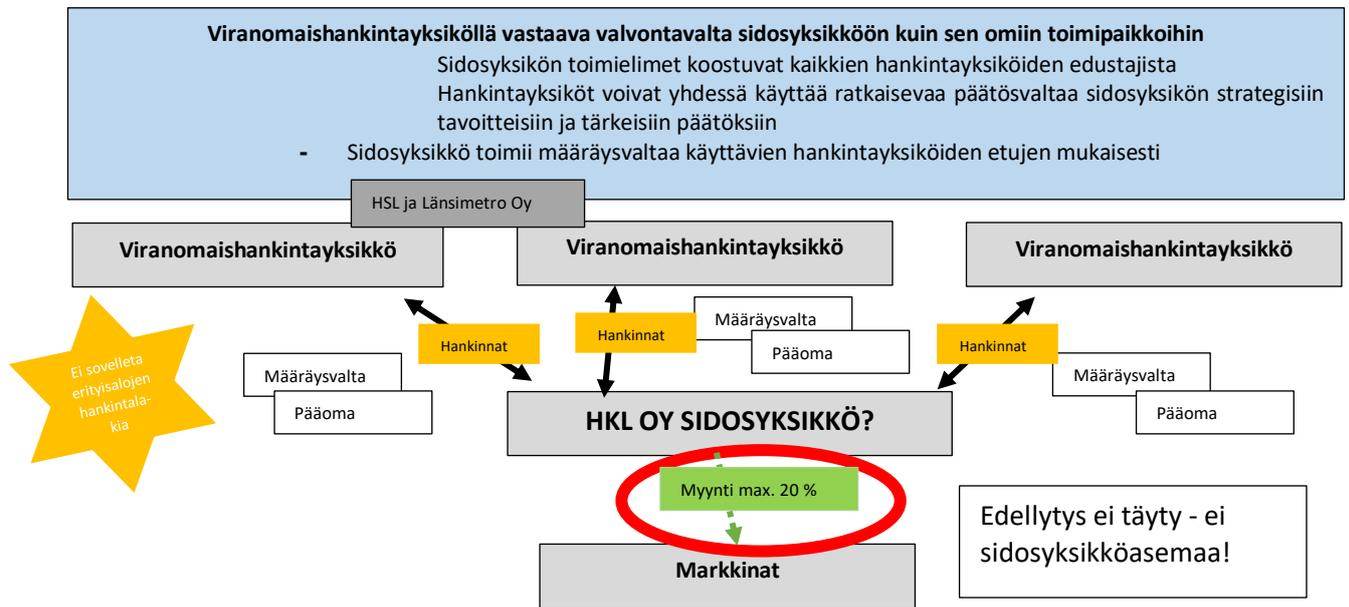 Viranomaishankintayksiköllä vastaava valvontavalta sidosyksikköön kuin sen omiin toimipaikkoihin
Sidosyksikön toimielimet koostuvat kaikkien hankintayksiköiden edustajista
Hankintayksiköt voivat yhdessä käyttää ratkaisevaa päätösvaltaa sidosyksikön strategisiin
tavoitteisiin ja tärkeisiin päätöksiin
- Sidosyksikkö toimii määräysvaltaa käyttävien hankintayksiköiden etujen mukaisesti
HSL ja Länsimetro Oy
Viranomaishankintayksikkö
Viranomaishankintayksikkö
Viranomaishankintayksikkö
Ei sovelleta
erityisalojen
hankintala-
kia
Hankinnat
Määräysvalta
Pääoma
Hankinnat
Määräysvalta
Pääoma
Hankinnat
Määräysvalta
Pääoma
HKL OY SIDOSYKSIKKÖ?
Myynti max. 20 %
Markkinat
Edellytys ei täyty - ei
sidosyksikköasemaa!